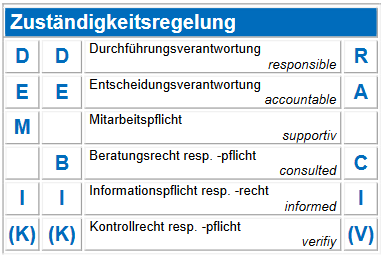 Zuständigkeitsregelung
D D Durchführungsverantwortung R
responsible
E E Entscheidungsverantwortung A
accountable
M Mitarbeitspflicht
supportiv
B Beratungsrecht resp. -pflicht C
consulted
I I Informationspflicht resp. -recht I
informed
(K) (K) Kontrollrecht resp. -pflicht (V)
verifiy